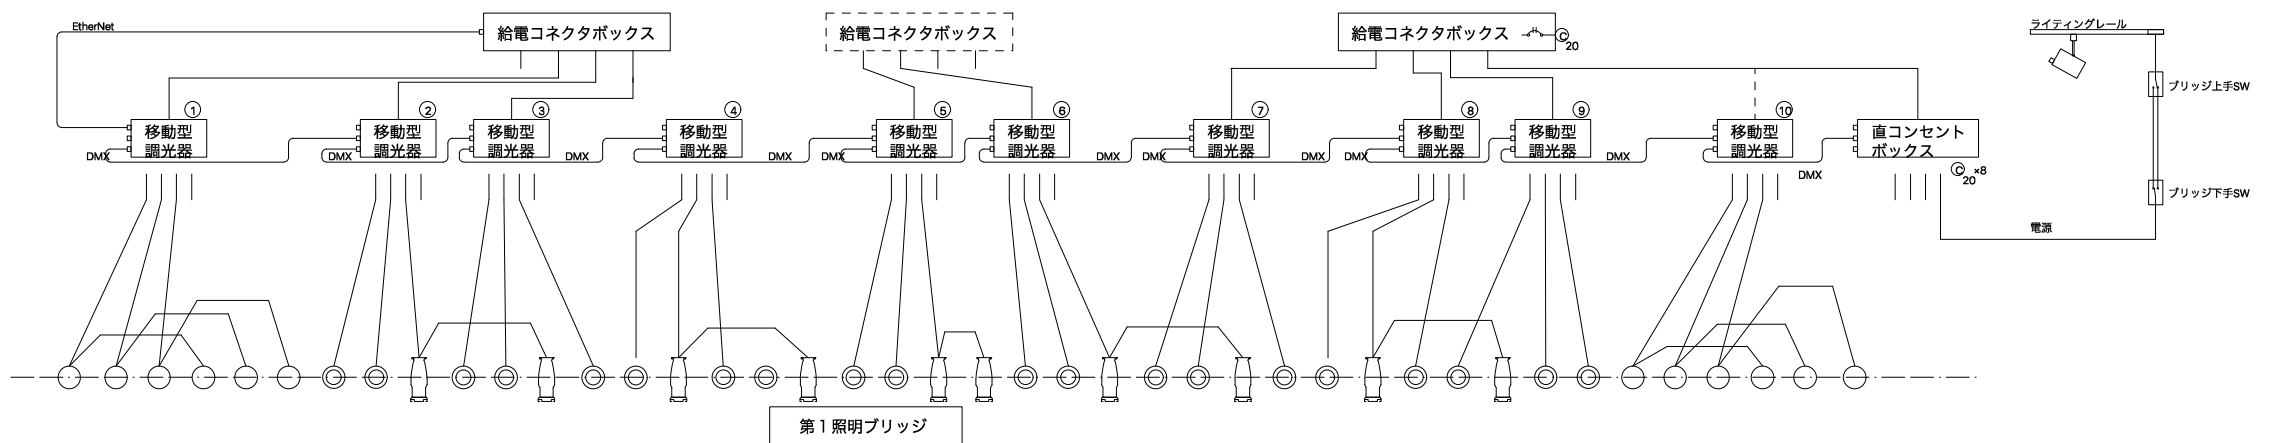 EtherNet
給電コネクタボックス
給電コネクタボックス
給電コネクタボックス
C
20
ライティングレール
ブリッジ上手SW
ブリッジ下手SW
電源
①
移動型
調光器
DMX
②
移動型
調光器
DMX
③
移動型
調光器
DMX
④
移動型
調光器
DMX
⑤
移動型
調光器
DMX
⑥
移動型
調光器
DMX
⑦
移動型
調光器
DMX
⑧
移動型
調光器
DMX
DMX
⑨
移動型
調光器
DMX
⑩
移動型
調光器
DMX
直コンセント
ボックス
C
20
×8
第1照明ブリッジ